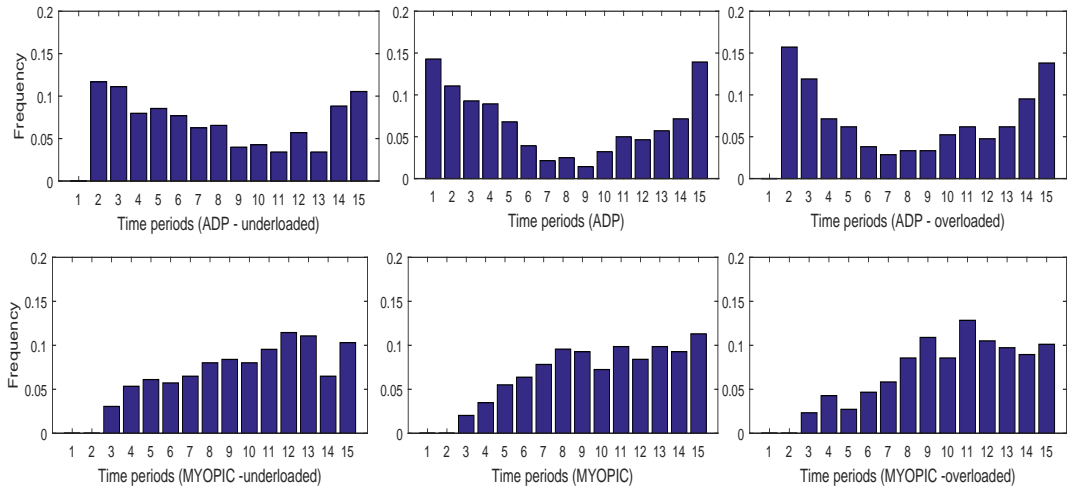 0.2 0.2 0.2
0.15 0.15 0.15
0.1 0.1 0.1
0.05 0.05 0.05
0 0 0
Frequency
1 2 3 4 5 6 7 8 9 10 11 12 13 14 15 1 2 3 4 5 6 7 8 9 10 11 12 13 14 15 1 2 3 4 5 6 7 8 9 10 11 12 13 14 15
Time periods (ADP - underloaded) Time periods (ADP) Time periods (ADP - overloaded)
0.2 0.2 0.2
0.15 0.15 0.15
0.1 0.1 0.1
0.05 0.05 0.05
0 0 0
Frequency
1 2 3 4 5 6 7 8 9 10 11 12 13 14 15 1 2 3 4 5 6 7 8 9 10 11 12 13 14 15 1 2 3 4 5 6 7 8 9 10 11 12 13 14 15
Time periods (MYOPIC -underloaded) Time periods (MYOPIC) Time periods (MYOPIC -overloaded)